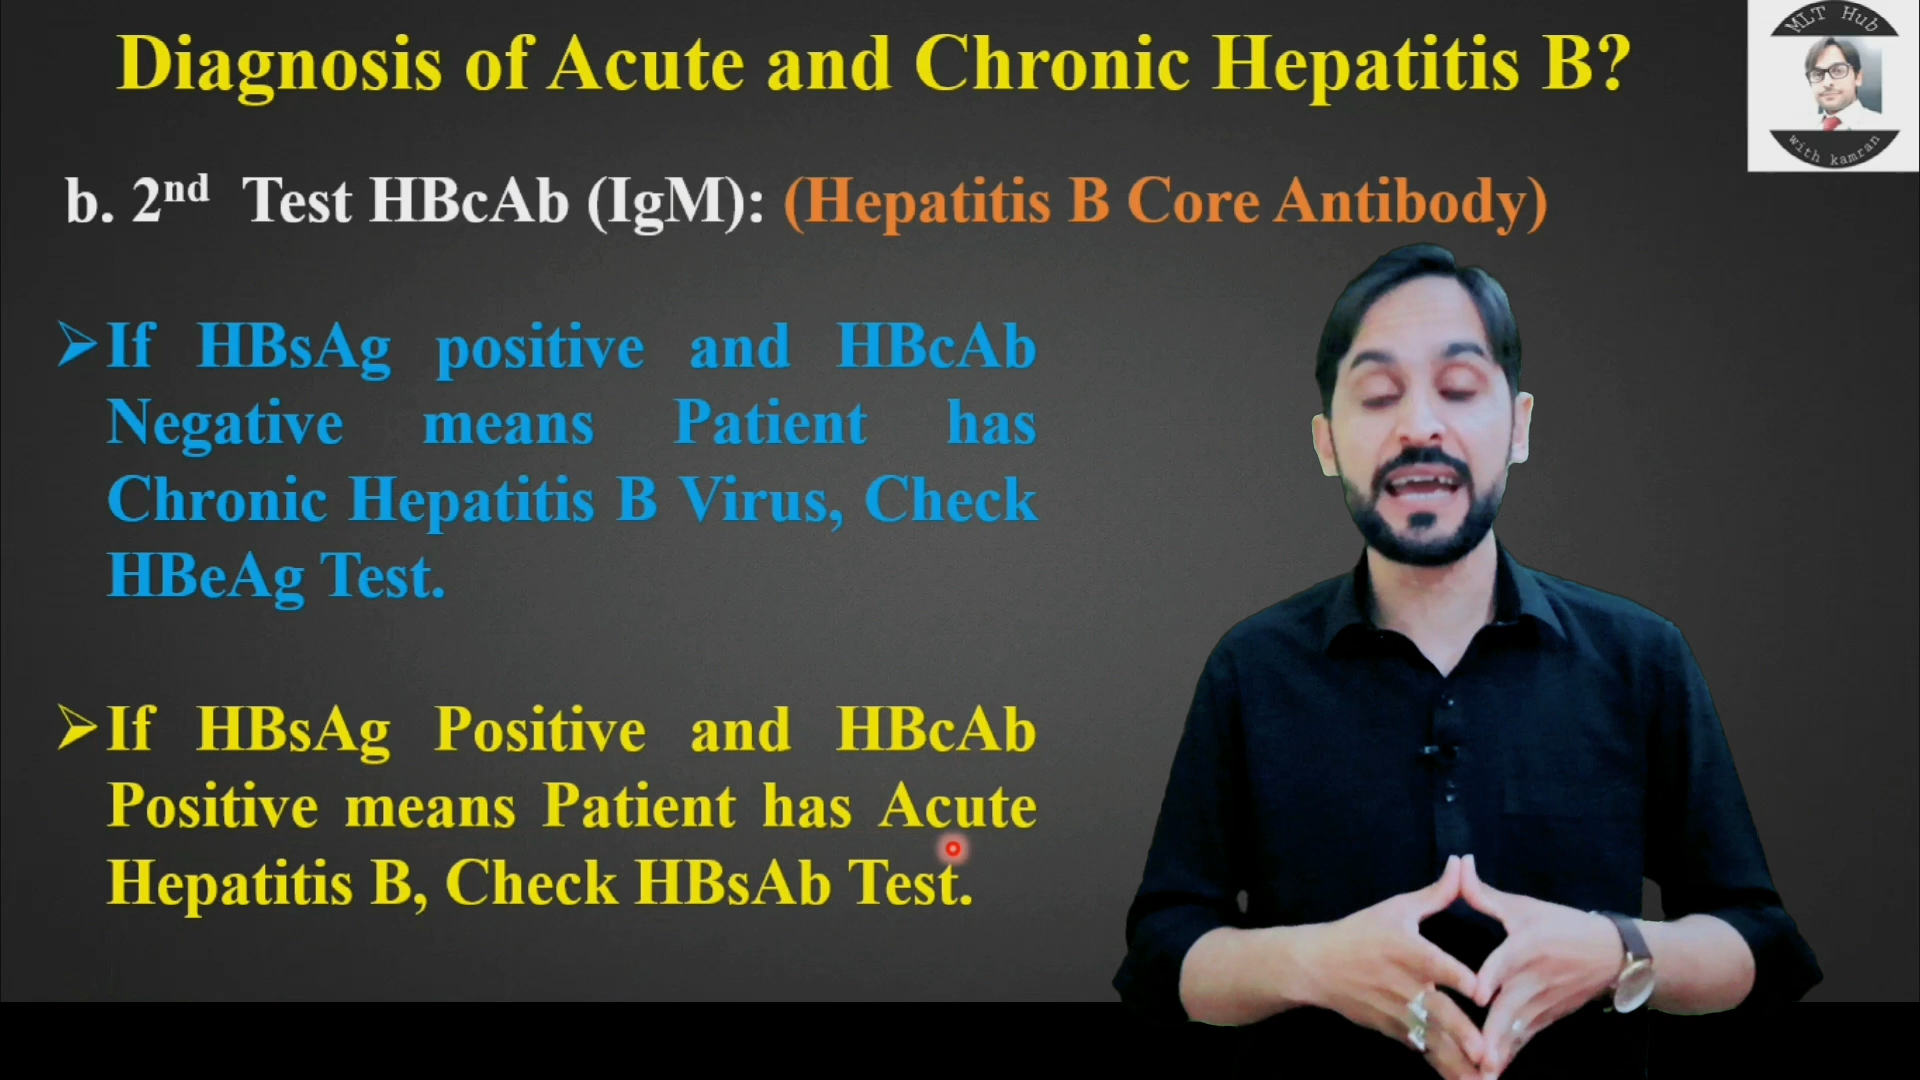 Diagnosis of Acute and Chronic Hepatitis B?
MLT Hub
with kamran
b. 2nd Test HBcAb (IgM): (Hepatitis B Core Antibody)
➢If HBsAg positive and HBcAb
Negative means Patient has
Chronic Hepatitis B Virus, Check
HBeAg Test.
➢If HBsAg Positive and HBcAb
Positive means Patient has Acute
Hepatitis B, Check HBsAb Test.